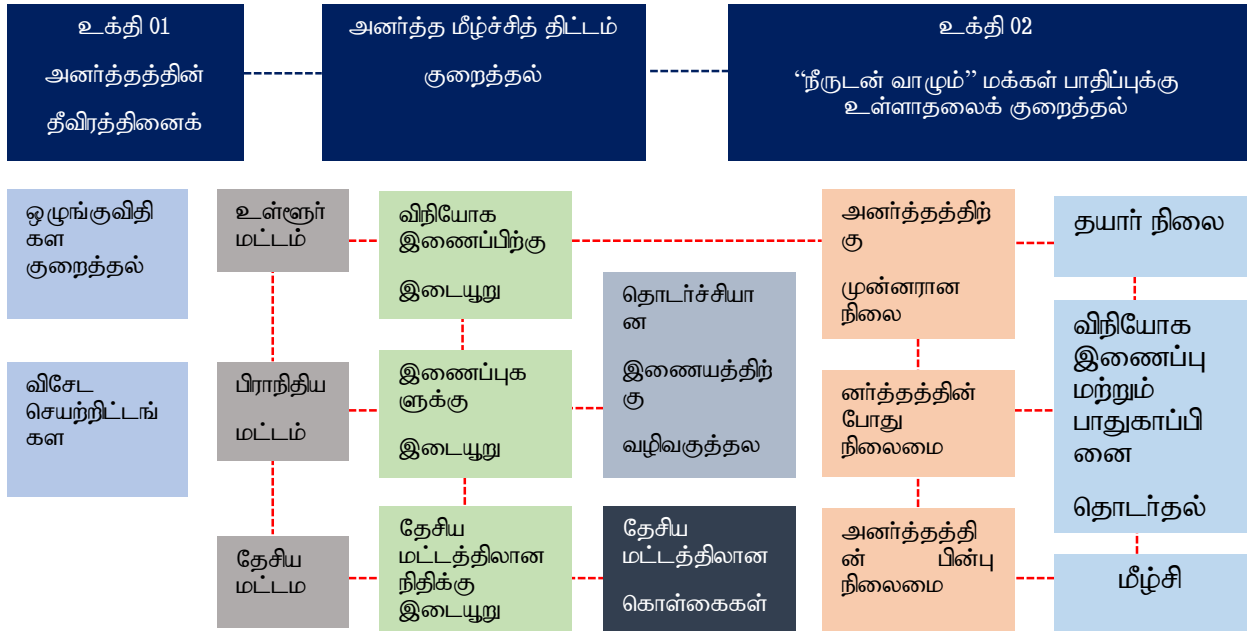 உக்தி 01
அனர்த்தத்தின்
தீவிரத்தினைக்
அனர்த்த மீழ்ச்சித் திட்டம்
குறைத்தல்
உக்தி 02
“நீருடன் வாழும்” மக்கள் பாதிப்புக்கு
உள்ளாதலைக் குறைத்தல்
ஒழுங்குவிதி
கள
குறைத்தல்
விசேட
செயற்றிட்டங்
கள
உள்ளூர்
மட்டம்
பிராநிதிய
மட்டம்
தேசிய
மட்டம
விநியோக
இணைப்பிற்கு
இடையூறு
இணைப்புக
ளுக்கு
இடையூறு
தேசிய
மட்டத்திலான
நிதிக்கு
இடையூறு
தொடர்ச்சியா
ன
இணையத்திற்
கு
வழிவகுத்தல
தேசிய
மட்டத்திலான
கொள்கைகள்
அனர்த்தத்திற்
கு
முன்னரான
நிலை
னர்த்தத்தின்
போது
நிலைமை
அனர்த்தத்தி
ன் பின்பு
நிலைமை
தயார் நிலை
விநியோக
இணைப்பு
மற்றும்
பாதுகாப்பி
னை
தொடர்தல்
மீழ்சி